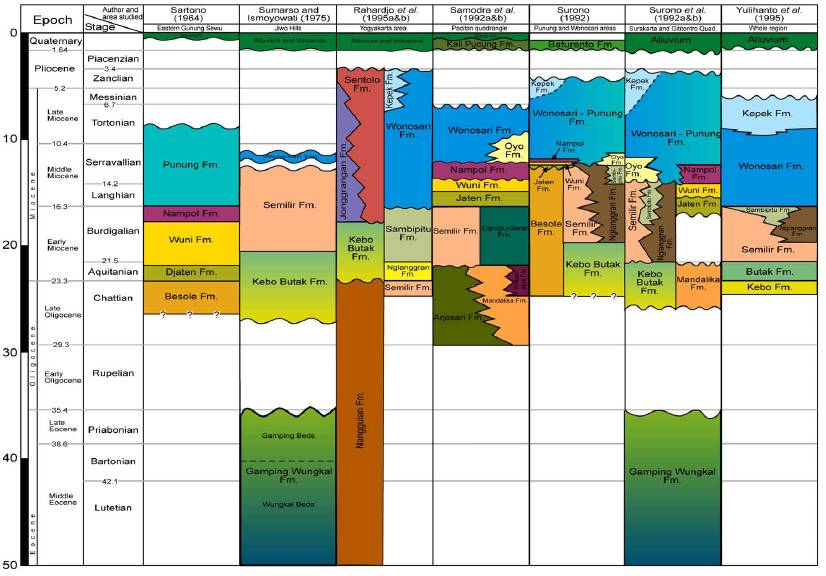 Epoch
Author and
area studied
Stage
Sartono
(1964)
Eastern Gunung Sewu
Sumarso and
Ismoyowati (1975)
Jiwo Hills
Rahardjo et al.
(1995a&b)
Yogyakarta area
Samodra et al.
(1992a&b)
Pacitan quadrangle
Surono
(1992)
Punung and Wonosari areas
Surono et al.
(1992a&b)
Surakarta and Giritontro Quad.
Yulihanto et al.
(1995)
Whole region
0
10
20
30
40
50
Miocene
Oligocene
Eocene
Quaternary
1.64
Pliocene
Piacenzian
3.4
Zanclian
5.2
Late
Miocene
Messinian
6.7
Tortonian
10.4
Middle
Miocene
Serravallian
14.2
Langhian
16.3
Early
Miocene
Burdigalian
21.5
Aquitanian
23.3
Late
Oligocene
Chattian
29.3
Early
Oligocene
Rupelian
35.4
Late
Eocene
Priabonian
38.6
Bartonian
42.1
Middle
Eocene
Lutetian
Punung Fm.
Nampol Fm.
Wuni Fm.
Djaten Fm.
Besole Fm.
? ? ?
Alluvium and Volcanics
Wonosari Fm.
Semilir Fm.
Kebo Butak Fm.
Gamping Beds
Gamping Wungkal
Fm.
Wungkal Beds
Alluvium and Volcanics
Sentolo
Fm.
Kepek Fm.
Wonosari
Fm.
Jonggrangan Fm.
Kebo
Butak
Fm.
Sambipitu
Fm.
Nglanggran
Fm.
Semilir Fm.
Nanggulan Fm.
Kali Pucung Fm.
Wonosari Fm.
Oyo
Fm.
Nampol Fm.
Wuni Fm.
Jaten Fm.
Semilir Fm.
Arjosari Fm.
Mandalika Fm.
Baturento Fm.
Kepek
Fm.
Wonosari - Punung
Fm.
Nampol
Fm.
Oyo
Fm.
Jaten
Fm.
Wuni
Fm.
Besole
Fm.
Semilir
Fm.
Nglanggran Fm.
Kebo Butak
Fm.
? ? ?
Alluvium
Kepek
Fm.
Wonosari - Punung
Fm.
Oyo
Fm.
Nampol
Fm.
Wuni Fm.
Jaten Fm.
Semilir Fm.
Sambipitu Fm.
Nglanggran
Fm.
Kebo
Butak
Fm.
Mandalika
Fm.
Gamping Wungkal
Fm.
Alluvium
Kepek Fm.
Wonosari Fm.
Sambipitu Fm.
Nglanggran
Fm.
Semilir Fm.
Butak Fm.
Kebo Fm.